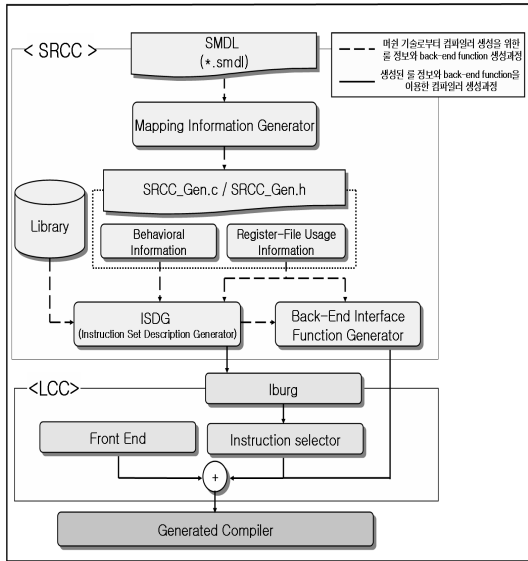 < SRCC >
SMDL
(*.smdl)
머쉰 기술로부터 컴파일러 생성을 위한
룰 정보와 back-end function 생성과정
생성된 룰 정보와 back-end function을
이용한 컴파일러 생성과정
Mapping Information Generator
SRCC_Gen.c / SRCC_Gen.h
Library
Behavioral
Information
Register-File Usage
Information
ISDG
(Instruction Set Description Generator)
Back-End Interface
Function Generator
<LCC>
Iburg
Front End
Instruction selector
+
Generated Compiler